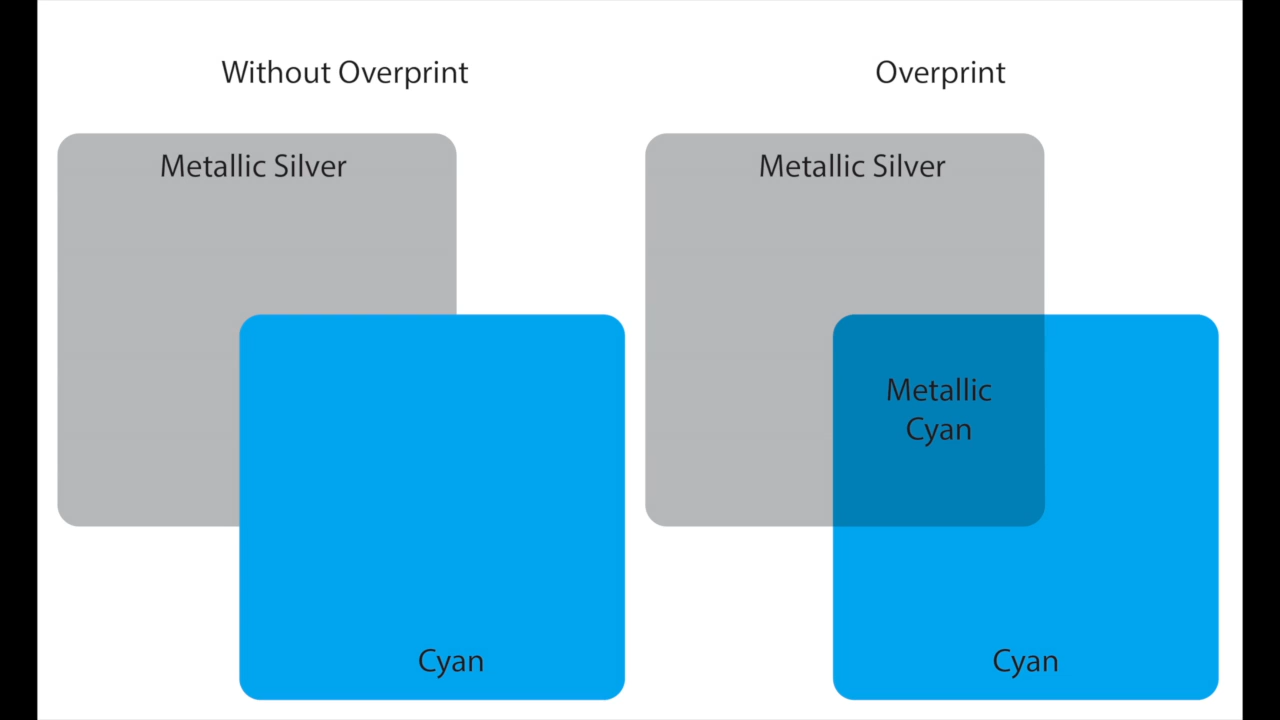 Without Overprint
Metallic Silver
Cyan
Overprint
Metallic Silver
Metallic
Cyan
Cyan